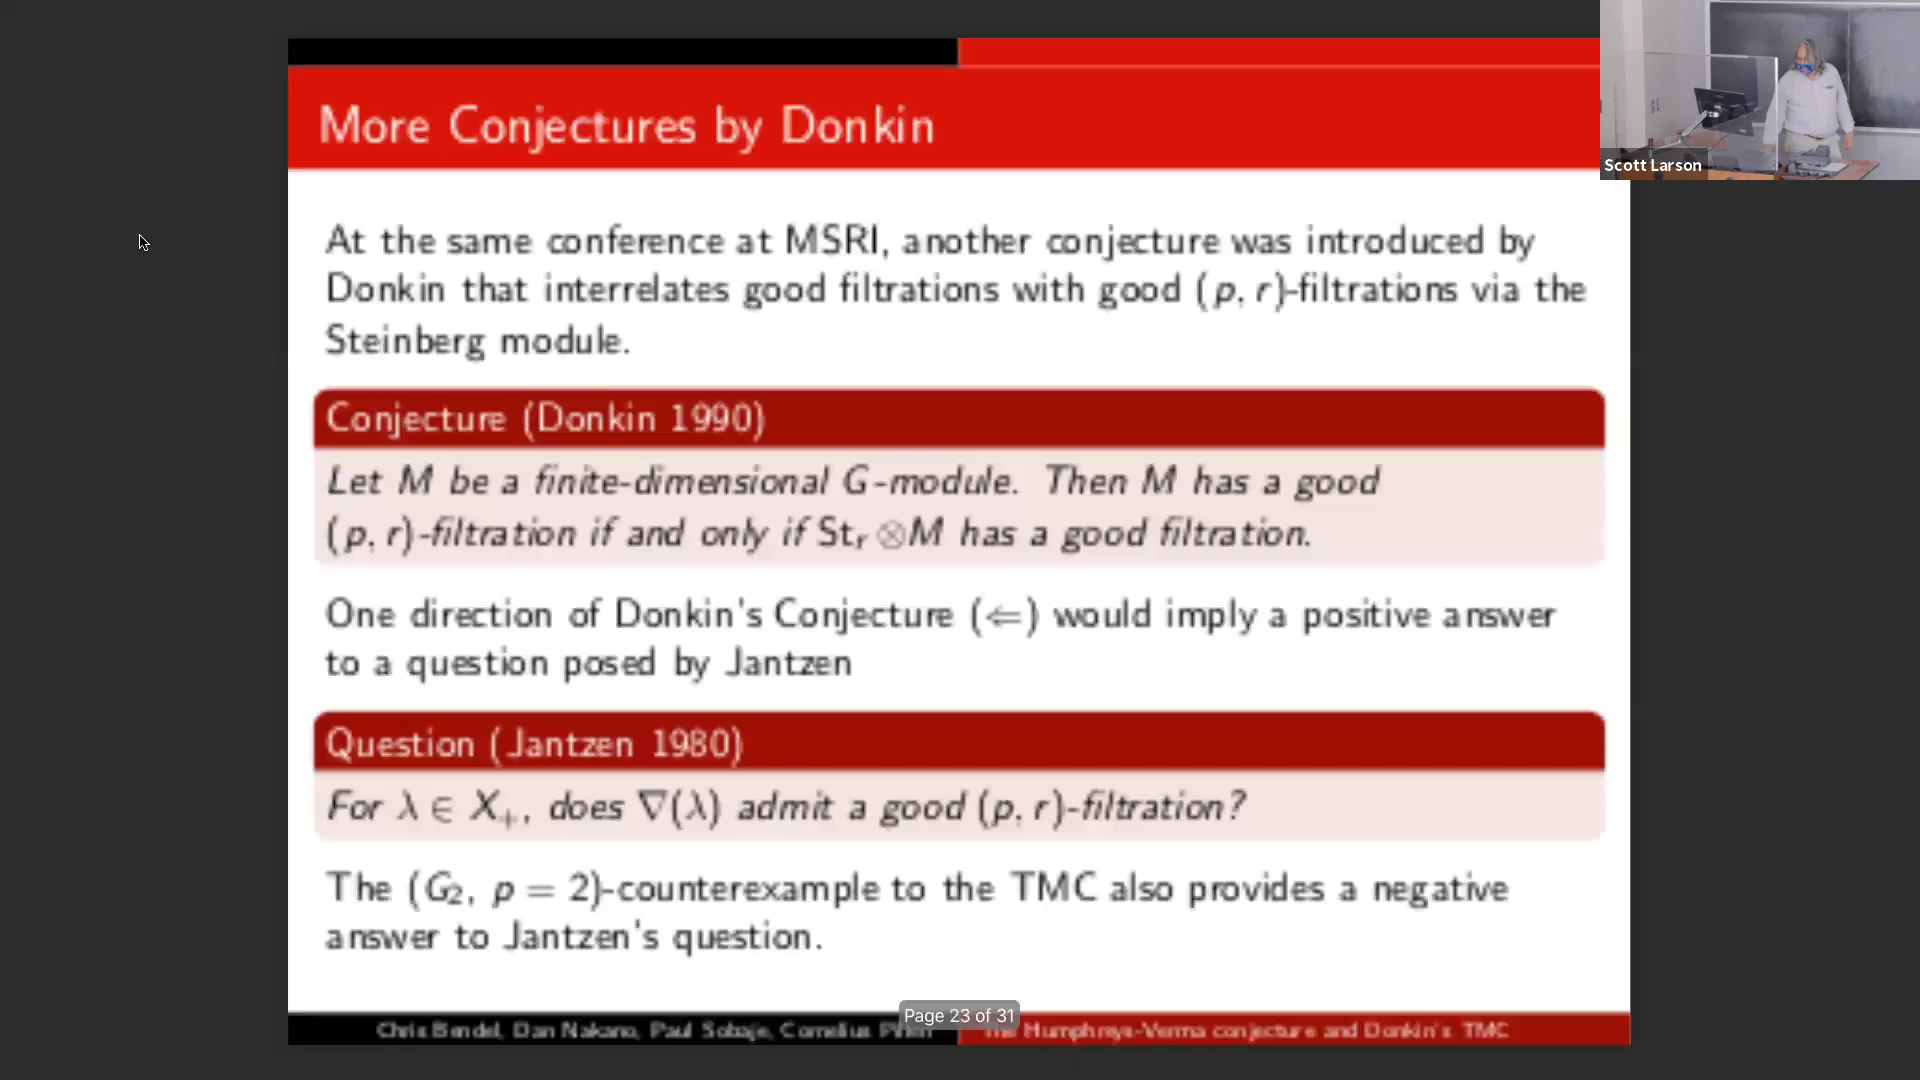 More Conjectures by Donkin
Scott Larson
At the same conference at MSRI, another conjecture was introduced by
Donkin that interrelates good filtrations with good (p, r)-filtrations via the
Steinberg module.
Conjecture (Donkin 1990)
Let M be a finite-dimensional G-module. Then M has a good
(p, r)-filtration if and only if Stᵣ ⊗M has a good filtration.
One direction of Donkin's Conjecture (⇐) would imply a positive answer
to a question posed by Jantzen
Question (Jantzen 1980)
For λ ∈ X₊, does ∇(λ) admit a good (p, r)-filtration?
The (G₂, p = 2)-counterexample to the TMC also provides a negative
answer to Jantzen's question.
Page 23 of 31
Chris Bendel, Dan Nakano, Paul Sobaje, Cornelius
Humphreys-Verma conjecture and Donkin's TMC